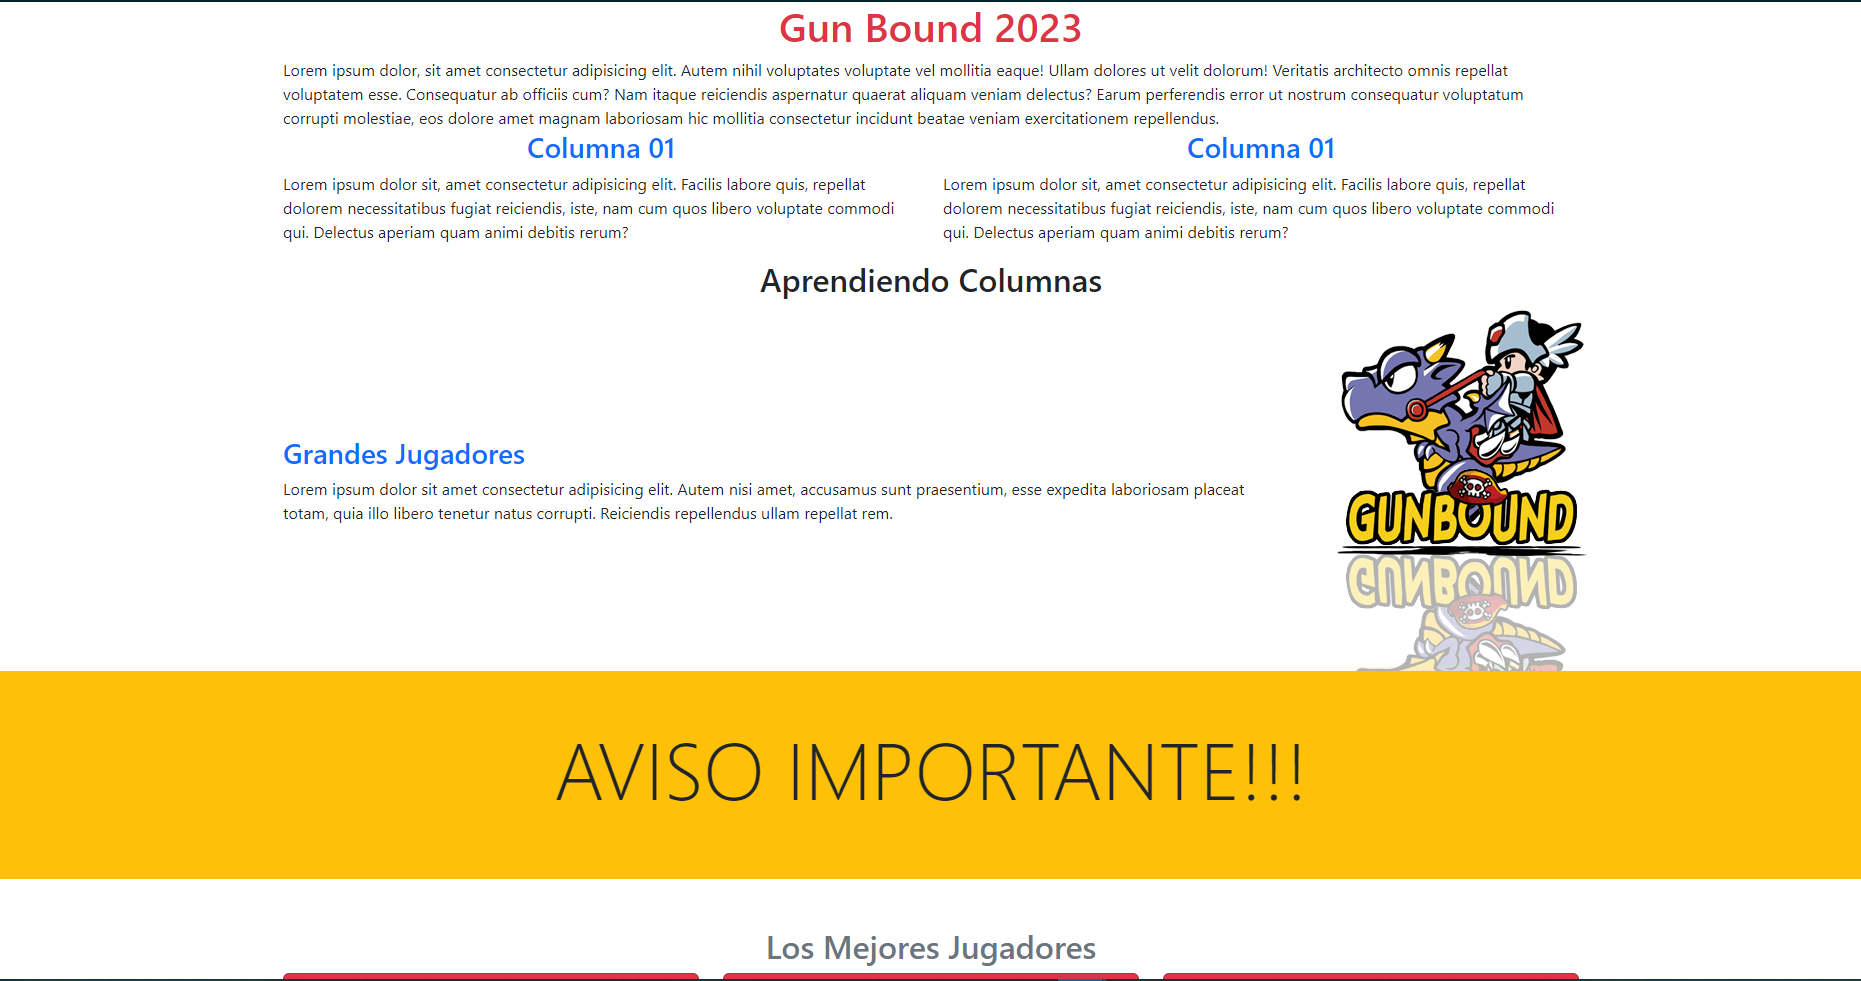 Gun Bound 2023
Lorem ipsum dolor, sit amet consectetur adipisicing elit. Autem nihil voluptates voluptate vel mollitia eaque! Ullam dolores ut velit dolorum! Veritatis architecto omnis repellat
voluptatem esse. Consequatur ab officiis cum? Nam itaque reiciendis aspernatur quaerat aliquam veniam delectus? Earum perferendis error ut nostrum consequatur voluptatum
corrupti molestiae, eos dolore amet magnam laboriosam hic mollitia consectetur incidunt beatae veniam exercitationem repellendus.
Columna 01
Lorem ipsum dolor sit, amet consectetur adipisicing elit. Facilis labore quis, repellat
dolorem necessitatibus fugiat reiciendis, iste, nam cum quos libero voluptate commodi
qui. Delectus aperiam quam animi debitis rerum?
Columna 01
Lorem ipsum dolor sit, amet consectetur adipisicing elit. Facilis labore quis, repellat
dolorem necessitatibus fugiat reiciendis, iste, nam cum quos libero voluptate commodi
qui. Delectus aperiam quam animi debitis rerum?
Aprendiendo Columnas
Grandes Jugadores
Lorem ipsum dolor sit amet consectetur adipisicing elit. Autem nisi amet, accusamus sunt praesentium, esse expedita laboriosam placeat
totam, quia illo libero tenetur natus corrupti. Reiciendis repellendus ullam repellat rem.
GUNBOUND
AVISO IMPORTANTE!!!
Los Mejores Jugadores